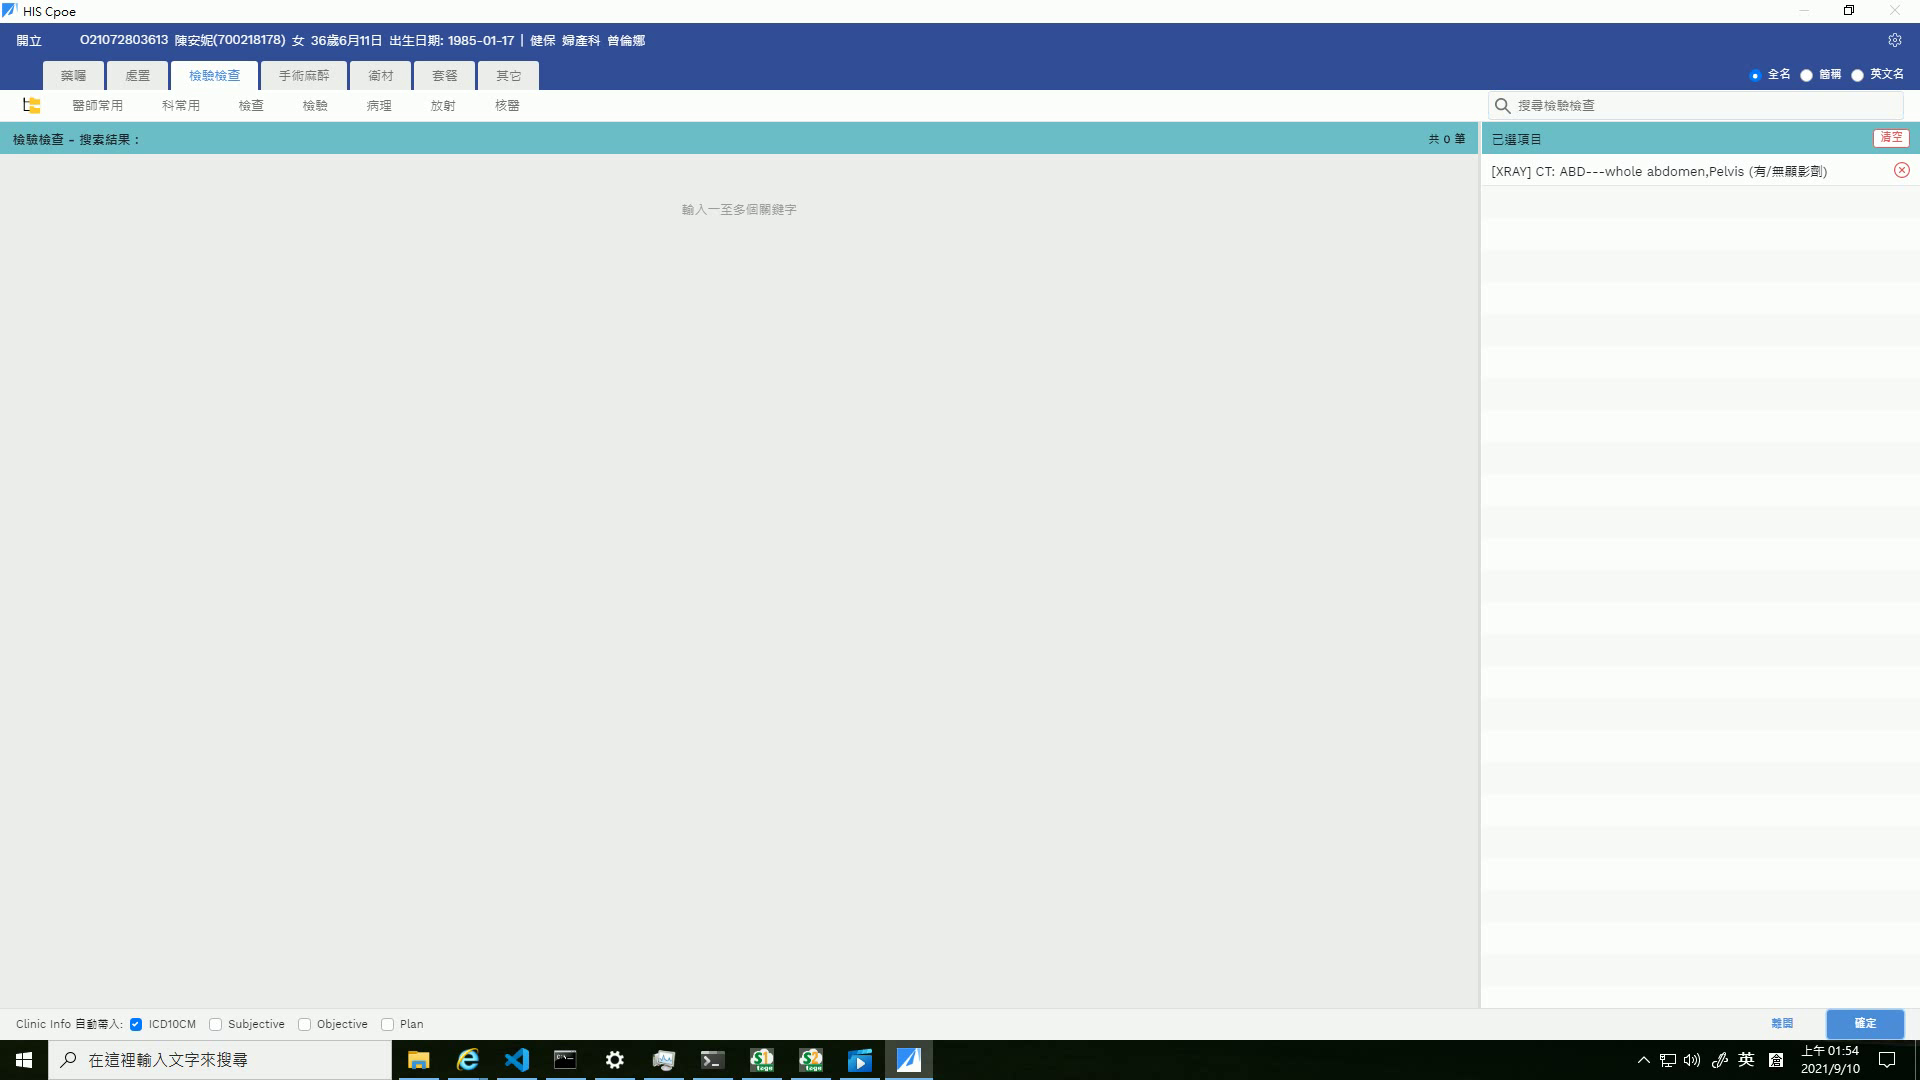 HIS Cpoe
開立 O21072803613 陳安妮(700218178) 女 36歲6月11日 出生日期: 1985-01-17 | 健保 婦產科 曾倫娜
藥囑 處置 檢驗檢查 手術麻醉 衛材 套餐 其它
全名 簡稱 英文名
醫師常用 科常用 檢查 檢驗 病理 放射 核醫
搜尋檢驗檢查
檢驗檢查 - 搜索結果 :
共 0 筆
已選項目
清空
[XRAY] CT: ABD---whole abdomen,Pelvis (有/無顯影劑)
輸入一至多個關鍵字
Clinic Info 自動帶入: ICD10CM Subjective Objective Plan
離開 確定
在這裡輸入文字來搜尋
英
上午 01:54
2021/9/10